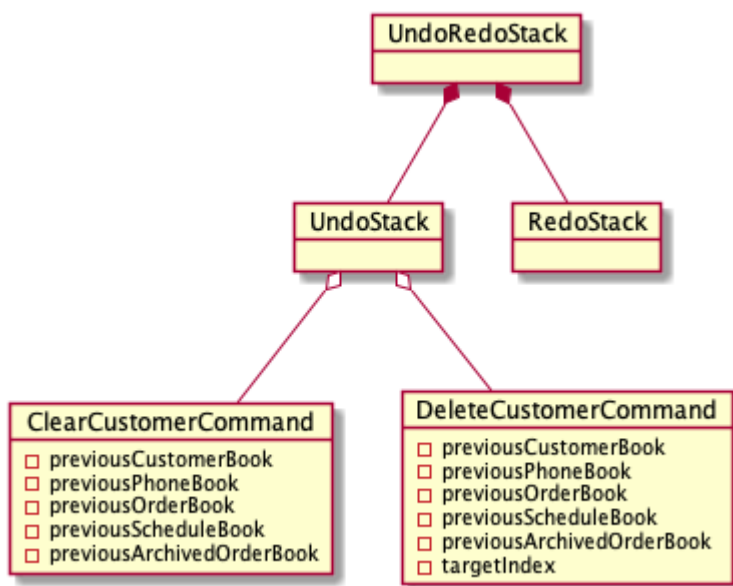 UndoRedoStack
UndoStack
RedoStack
ClearCustomerCommand
previousCustomerBook
previousPhoneBook
previousOrderBook
previousScheduleBook
previousArchivedOrderBook
DeleteCustomerCommand
previousCustomerBook
previousPhoneBook
previousOrderBook
previousScheduleBook
previousArchivedOrderBook
targetIndex